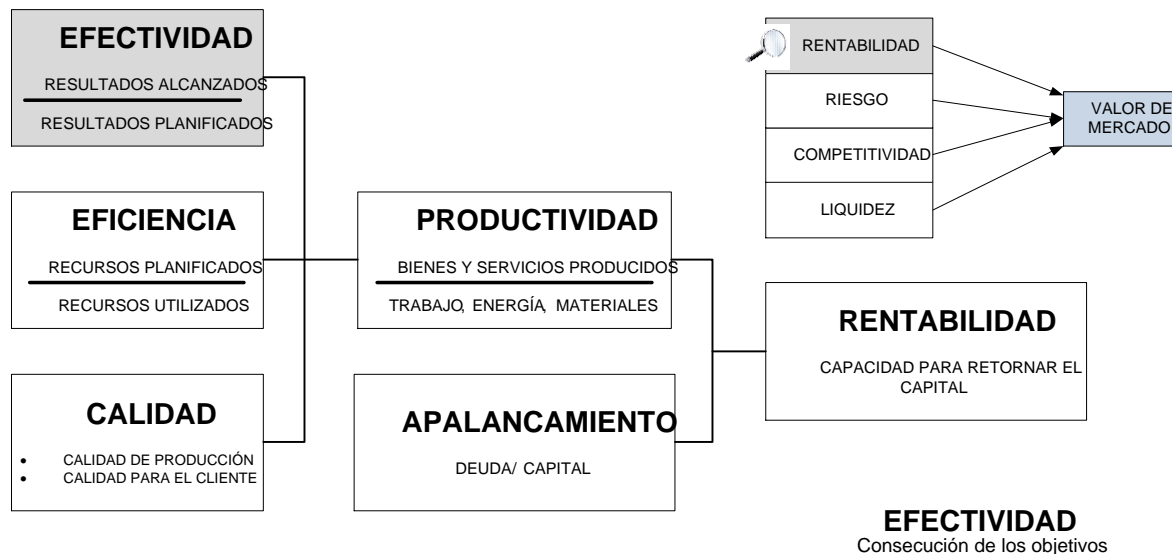 EFECTIVIDAD
RESULTADOS ALCANZADOS
RESULTADOS PLANIFICADOS
EFICIENCIA
RECURSOS PLANIFICADOS
RECURSOS UTILIZADOS
CALIDAD
• CALIDAD DE PRODUCCIÓN
• CALIDAD PARA EL CLIENTE
PRODUCTIVIDAD
BIENES Y SERVICIOS PRODUCIDOS
TRABAJO, ENERGÍA, MATERIALES
APALANCAMIENTO
DEUDA/ CAPITAL
RENTABILIDAD
RIESGO
COMPETITIVIDAD
LIQUIDEZ
VALOR DE
MERCADO
RENTABILIDAD
CAPACIDAD PARA RETORNAR EL
CAPITAL
EFECTIVIDAD
Consecución de los objetivos